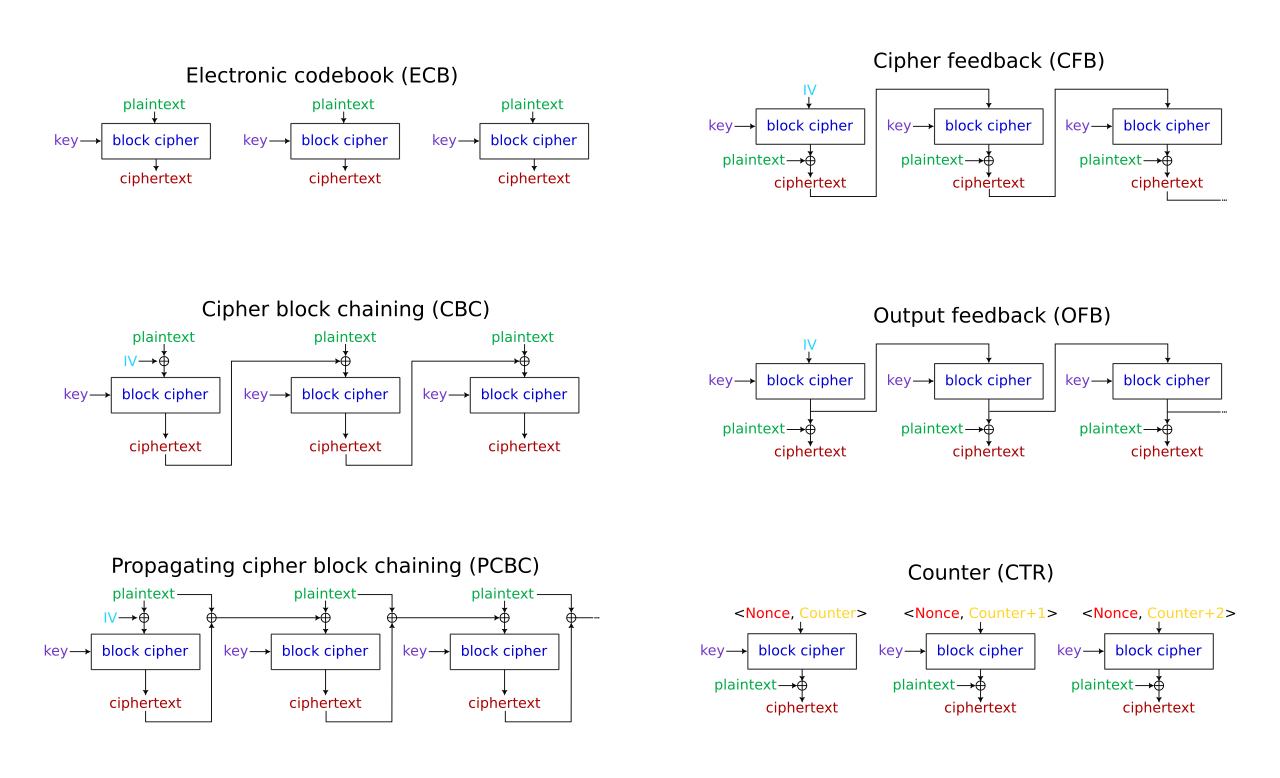 Electronic codebook (ECB)
plaintext plaintext plaintext
key block cipher key block cipher key block cipher
ciphertext ciphertext ciphertext
Cipher block chaining (CBC)
plaintext plaintext plaintext
IV
key block cipher key block cipher key block cipher
ciphertext ciphertext ciphertext
Propagating cipher block chaining (PCBC)
plaintext plaintext plaintext
IV
key block cipher key block cipher key block cipher
ciphertext ciphertext ciphertext
Cipher feedback (CFB)
IV
key block cipher key block cipher key block cipher
plaintext plaintext plaintext
ciphertext ciphertext ciphertext
...
Output feedback (OFB)
IV
key block cipher key block cipher key block cipher
...
plaintext plaintext plaintext
ciphertext ciphertext ciphertext
Counter (CTR)
<Nonce, Counter> <Nonce, Counter+1> <Nonce, Counter+2>
key block cipher key block cipher key block cipher
plaintext plaintext plaintext
ciphertext ciphertext ciphertext